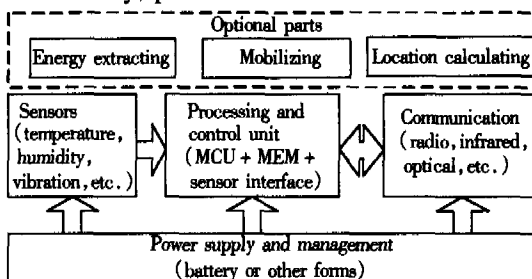 Optional parts
Energy extracting
Mobilizing
Location calculating
Sensors
(temperature,
humidity,
vibration, etc.)
Processing and
control unit
(MCU + MEM +
sensor interface)
Communication
(radio, infrared,
optical, etc.)
Power supply and management
(battery or other forms)